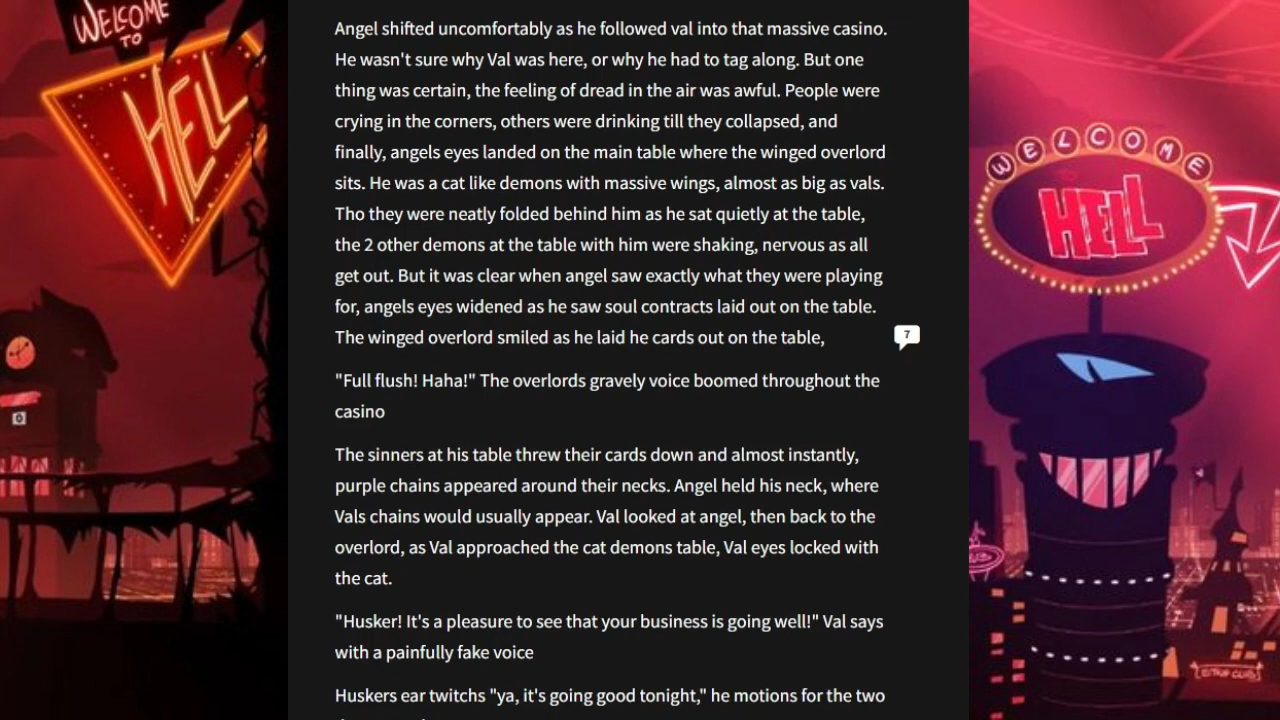 WELCOME
TO
HELL
Angel shifted uncomfortably as he followed val into that massive casino.
He wasn't sure why Val was here, or why he had to tag along. But one
thing was certain, the feeling of dread in the air was awful. People were
crying in the corners, others were drinking till they collapsed, and
finally, angels eyes landed on the main table where the winged overlord
sits. He was a cat like demons with massive wings, almost as big as vals.
Tho they were neatly folded behind him as he sat quietly at the table,
the 2 other demons at the table with him were shaking, nervous as all
get out. But it was clear when angel saw exactly what they were playing
for, angels eyes widened as he saw soul contracts laid out on the table.
The winged overlord smiled as he laid he cards out on the table,
7
"Full flush! Haha!" The overlords gravely voice boomed throughout the
casino
The sinners at his table threw their cards down and almost instantly,
purple chains appeared around their necks. Angel held his neck, where
Vals chains would usually appear. Val looked at angel, then back to the
overlord, as Val approached the cat demons table, Val eyes locked with
the cat.
"Husker! It's a pleasure to see that your business is going well!" Val says
with a painfully fake voice
Huskers ear twitchs "ya, it's going good tonight," he motions for the two
WELCOME
HELL